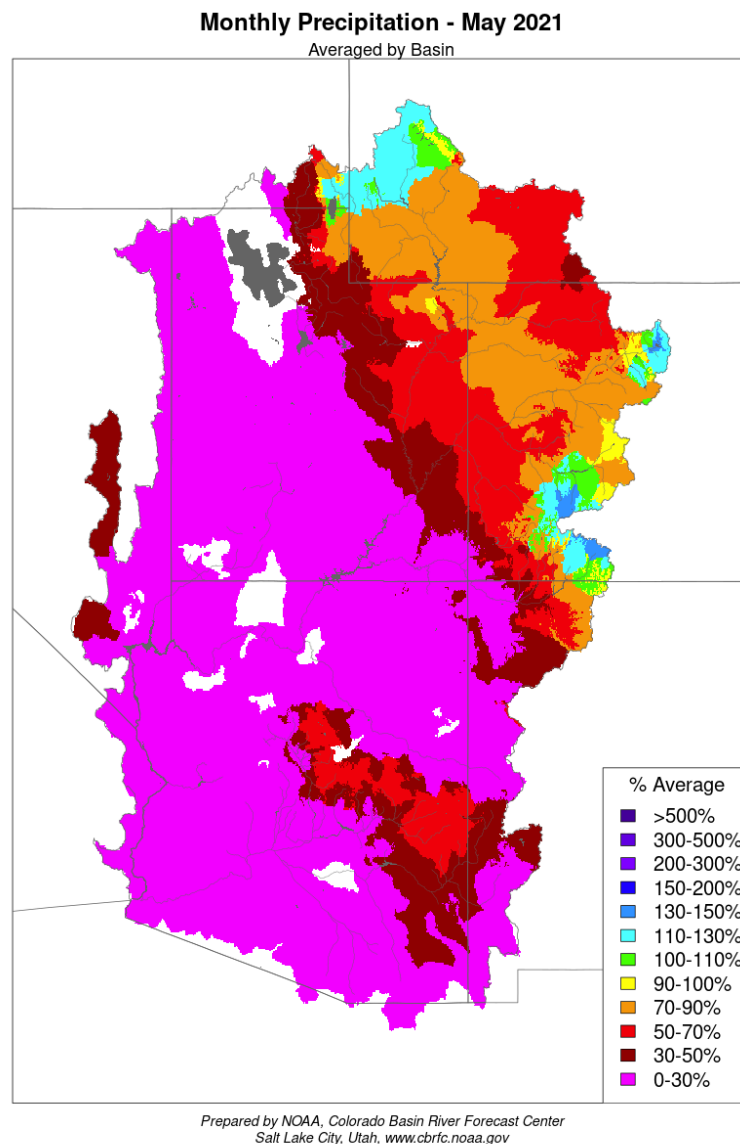 Monthly Precipitation - May 2021
Averaged by Basin
% Average
>500%
300-500%
200-300%
150-200%
130-150%
110-130%
100-110%
90-100%
70-90%
50-70%
30-50%
0-30%
Prepared by NOAA, Colorado Basin River Forecast Center
Salt Lake City, Utah, www.cbrfc.noaa.gov